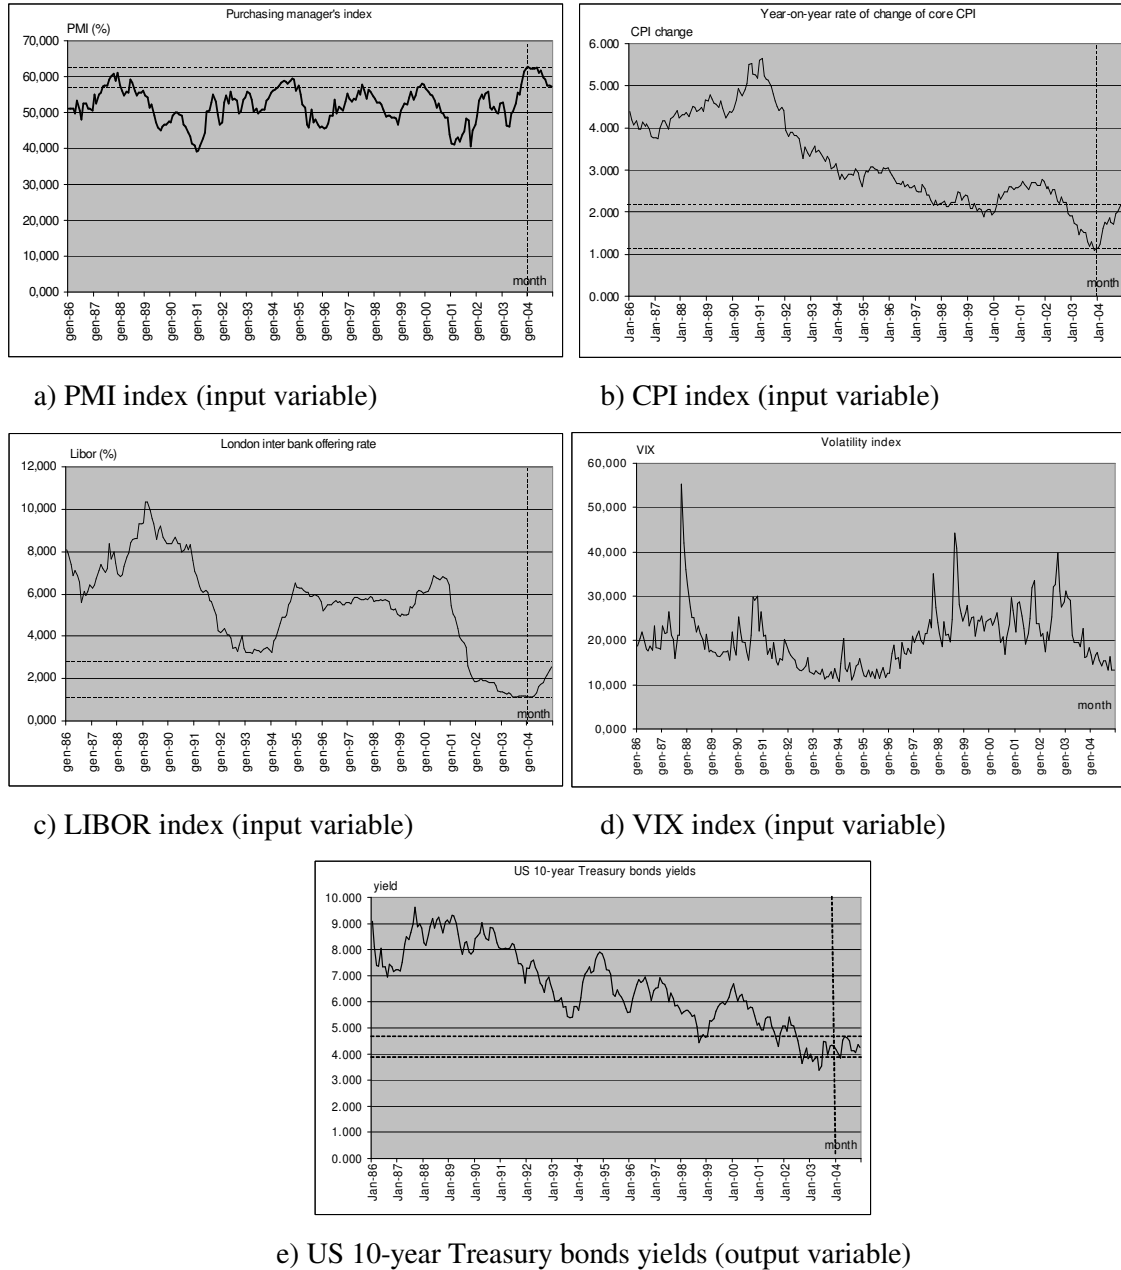 Purchasing manager's index
PMI (%)
70,000
60,000
50,000
40,000
30,000
20,000
10,000
0,000
month
gen-86
gen-87
gen-88
gen-89
gen-90
gen-91
gen-92
gen-93
gen-94
gen-95
gen-96
gen-97
gen-98
gen-99
gen-00
gen-01
gen-02
gen-03
gen-04
a) PMI index (input variable)
Year-on-year rate of change of core CPI
CPI change
6.000
5.000
4.000
3.000
2.000
1.000
0.000
month
Jan-86
Jan-87
Jan-88
Jan-89
Jan-90
Jan-91
Jan-92
Jan-93
Jan-94
Jan-95
Jan-96
Jan-97
Jan-98
Jan-99
Jan-00
Jan-01
Jan-02
Jan-03
Jan-04
b) CPI index (input variable)
London inter bank offering rate
Libor (%)
12,000
10,000
8,000
6,000
4,000
2,000
0,000
month
gen-86
gen-87
gen-88
gen-89
gen-90
gen-91
gen-92
gen-93
gen-94
gen-95
gen-96
gen-97
gen-98
gen-99
gen-00
gen-01
gen-02
gen-03
gen-04
c) LIBOR index (input variable)
Volatility index
VIX
60,000
50,000
40,000
30,000
20,000
10,000
0,000
month
gen-86
gen-87
gen-88
gen-89
gen-90
gen-91
gen-92
gen-93
gen-94
gen-95
gen-96
gen-97
gen-98
gen-99
gen-00
gen-01
gen-02
gen-03
gen-04
d) VIX index (input variable)
US 10-year Treasury bonds yields
yield
10.000
9.000
8.000
7.000
6.000
5.000
4.000
3.000
2.000
1.000
0.000
month
Jan-86
Jan-87
Jan-88
Jan-89
Jan-90
Jan-91
Jan-92
Jan-93
Jan-94
Jan-95
Jan-96
Jan-97
Jan-98
Jan-99
Jan-00
Jan-01
Jan-02
Jan-03
Jan-04
e) US 10-year Treasury bonds yields (output variable)